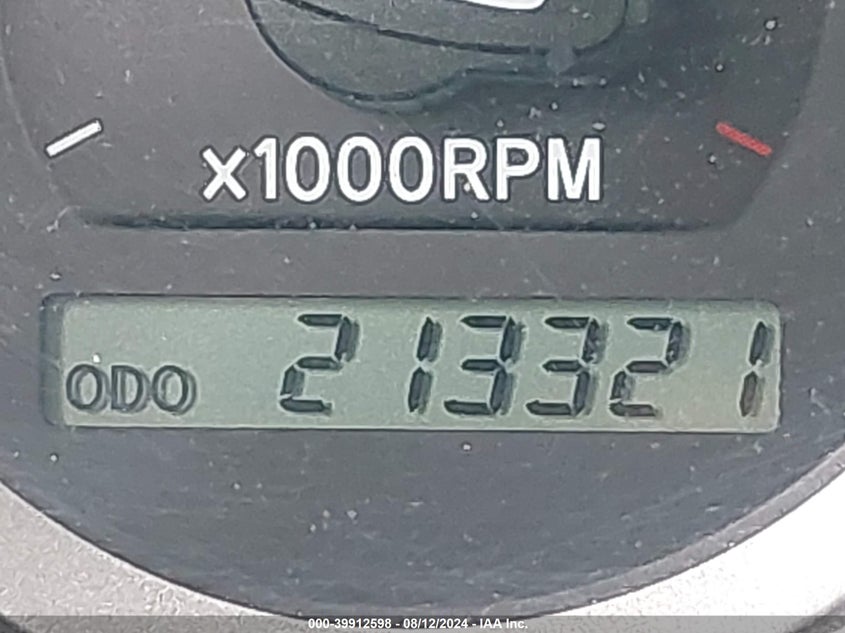 x1000RPM
ODO 213321
000-39912598 - 08/12/2024 - IAA Inc.